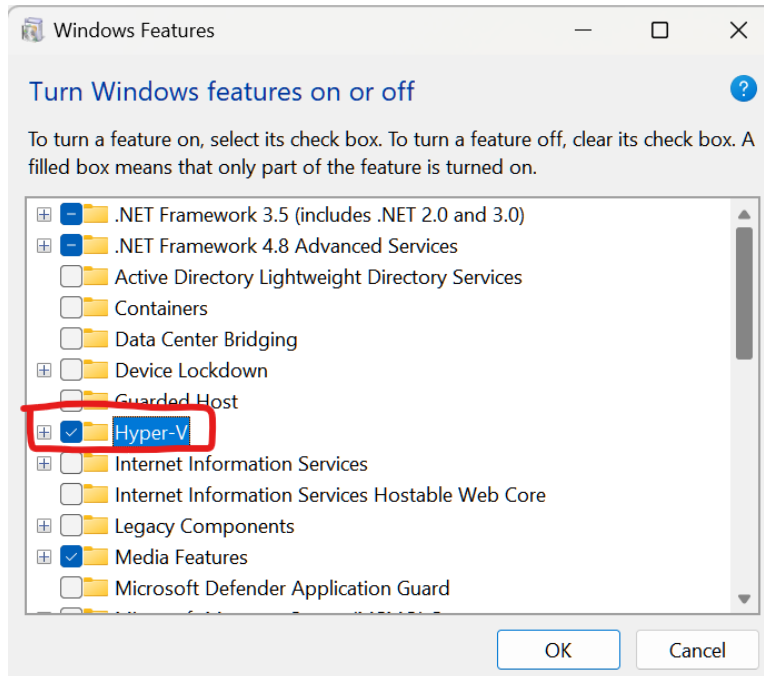 Windows Features
Turn Windows features on or off
?
To turn a feature on, select its check box. To turn a feature off, clear its check box. A
filled box means that only part of the feature is turned on.
.NET Framework 3.5 (includes .NET 2.0 and 3.0)
.NET Framework 4.8 Advanced Services
Active Directory Lightweight Directory Services
Containers
Data Center Bridging
Device Lockdown
Guarded Host
Hyper-V
Internet Information Services
Internet Information Services Hostable Web Core
Legacy Components
Media Features
Microsoft Defender Application Guard
OK
Cancel